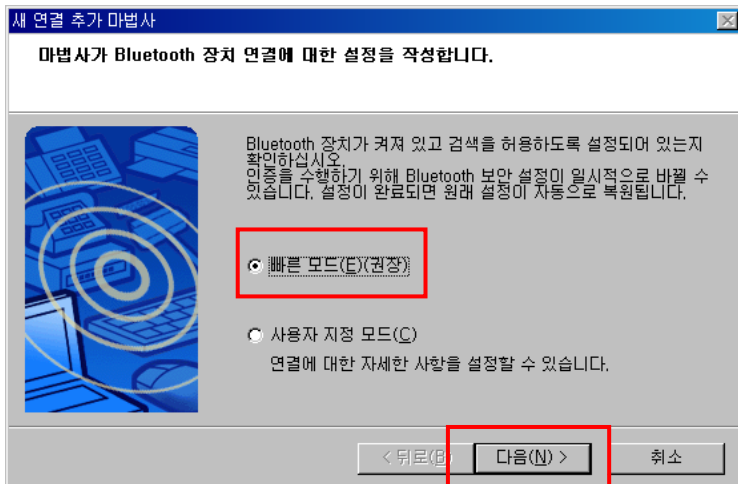 새 연결 추가 마법사
마법사가 Bluetooth 장치 연결에 대한 설정을 작성합니다.
Bluetooth 장치가 켜져 있고 검색을 허용하도록 설정되어 있는지
확인하십시오.
인증을 수행하기 위해 Bluetooth 보안 설정이 일시적으로 바뀔 수
있습니다. 설정이 완료되면 원래 설정이 자동으로 복원됩니다.
빠른 모드(E)(권장)
사용자 지정 모드(C)
연결에 대한 자세한 사항을 설정할 수 있습니다.
< 뒤로(B) 다음(N) > 취소